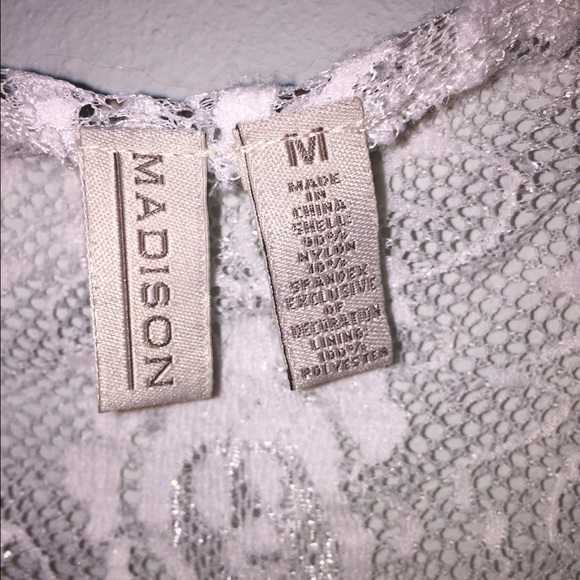 MADISON
M
MADE
IN
CHINA
SHELL:
90%
NYLON
10%
SPANDEX
EXCLUSIVE
OF
DECORATION
LINING:
100%
POLYESTER